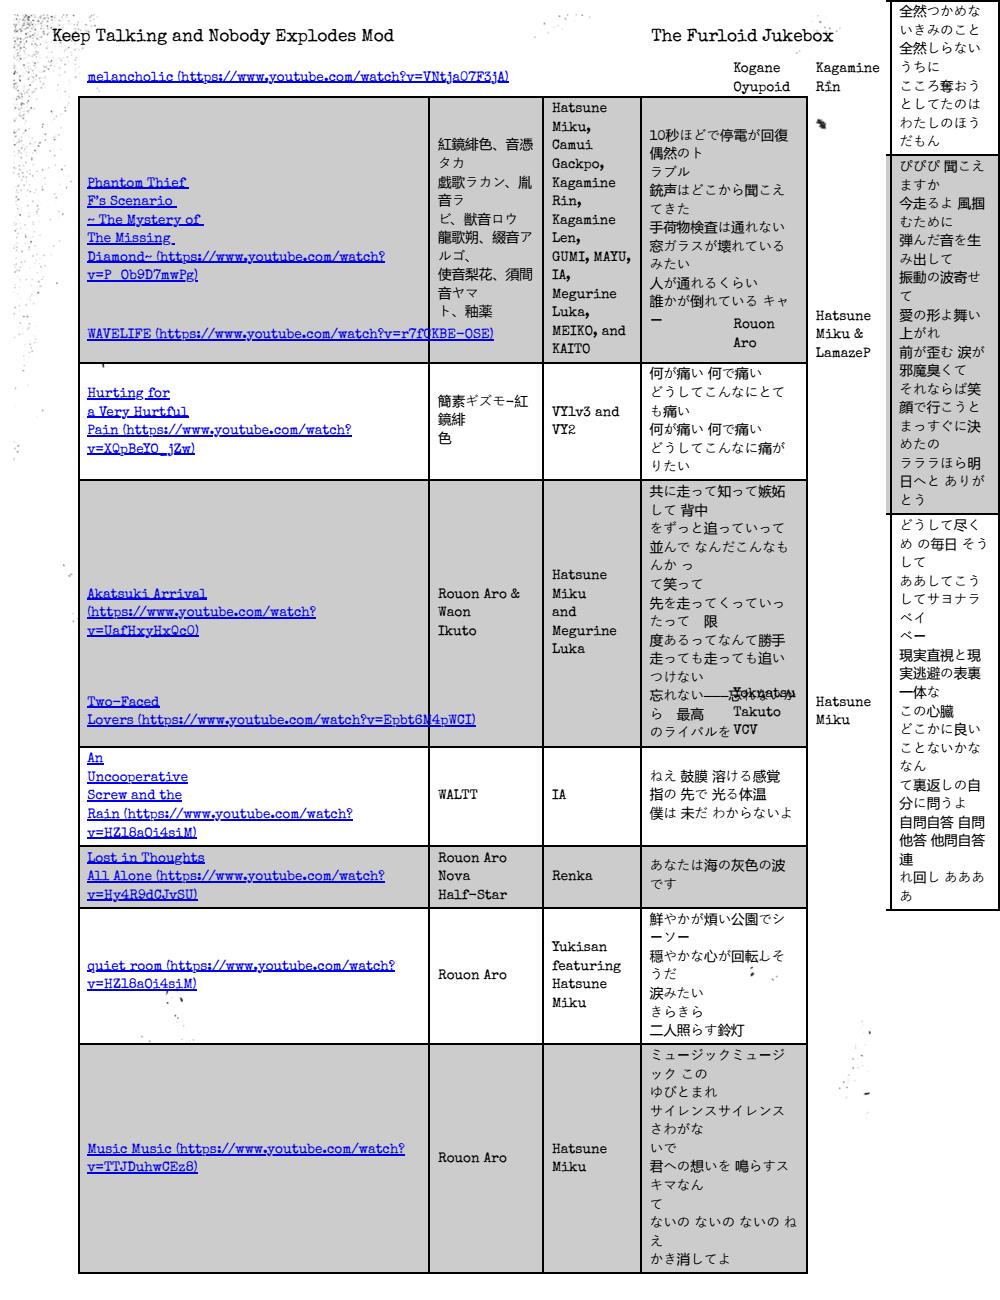 Keep Talking and Nobody Explodes Mod
The Furloid Jukebox
melancholic (https://www.youtube.com/watch?v=VNtjaO7F3jA)
Kogane
Oyupoid
Kagamine
Rin
全然つかめな
いきみのこと
全然しらない
うちに
こころ奪おう
としてたのは
わたしのほう
だもん
Phantom Thief
F's Scenario
~ The Mystery of
The Missing
Diamond~ (https://www.youtube.com/watch?
v=P_0b9D7mwPg)
紅鏡緋色、音憑
タカ
戯歌ラカン、胤
音ラ
ビ、獣音ロウ
龍歌朔、綴音ア
ルゴ、
使音梨花、須間
音ヤマ
ト、釉薬
Hatsune
Miku,
Camui
Gackpo,
Kagamine
Rin,
Kagamine
Len,
GUMI, MAYU,
IA,
Megurine
Luka,
MEIKO, and
KAITO
10秒ほどで停電が回復
偶然のト
ラブル
銃声はどこから聞こえ
てきた
手荷物検査は通れない
窓ガラスが壊れている
みたい
人が通れるくらい
誰かが倒れている キャ
ー
WAVELIFE (https://www.youtube.com/watch?v=r7fCKBE-OSE)
Rouon
Aro
Hatsune
Miku &
LamazeP
ぴぴぴ 聞こえ
ますか
今走るよ 風掴
むために
弾んだ音を生
み出して
振動の波寄せ
て
愛の形よ舞い
上がれ
前が歪む 涙が
邪魔臭くて
それならば笑
顔で行こうと
まっすぐに決
めたの
ラララほら明
日へと ありが
とう
Hurting for
a Very Hurtful
Pain (https://www.youtube.com/watch?
v=XQpBeYO_jZw)
簡素ギズモ-紅
鏡緋
色
VY1v3 and
VY2
何が痛い 何で痛い
どうしてこんなにとて
も痛い
何が痛い 何で痛い
どうしてこんなに痛が
りたい
Akatsuki Arrival
(https://www.youtube.com/watch?
v=UafHxyHxQcO)
Rouon Aro &
Waon
Ikuto
Hatsune
Miku
and
Megurine
Luka
共に走って知って嫉妬
して 背中
をずっと追っていって
並んで なんだこんなも
んか っ
て笑って
先を走ってくっていっ
たって 限
度あるってなんて勝手
走っても走っても追い
つけない
忘れない———忘れないか
ら 最高
のライバルを
Two-Faced
Lovers (https://www.youtube.com/watch?v=Epbt6M4pWCI)
Yoknatsu
Takuto
VCV
Hatsune
Miku
どうして尽く
め の毎日 そう
して
ああしてこう
してサヨナラ
ベイ
ベー
現実直視と現
実逃避の表裏
一体な
この心臓
どこかに良い
ことないかな
なん
て裏返しの自
分に問うよ
自問自答 自問
他答 他問自答
連
れ回し あああ
あ
An
Uncooperative
Screw and the
Rain (https://www.youtube.com/watch?
v=HZ18aOi4siM)
WALTT
IA
ねえ 鼓膜 溶ける感覚
指の 先で 光る体温
僕は 未だ わからないよ
Lost in Thoughts
All Alone (https://www.youtube.com/watch?
v=Hy4R9dCJvSU)
Rouon Aro
Nova
Half-Star
Renka
あなたは海の灰色の波
です
quiet room (https://www.youtube.com/watch?
v=HZ18aOi4siM)
Rouon Aro
Yukisan
featuring
Hatsune
Miku
鮮やかが煩い公園でシ
ーソー
穏やかな心が回転しそ
うだ
涙みたい
きらきら
二人照らす鈴灯
Music Music (https://www.youtube.com/watch?
v=TTJDuhwCEz8)
Rouon Aro
Hatsune
Miku
ミュージックミュージ
ック この
ゆびとまれ
サイレンスサイレンス
さわがな
いで
君への想いを 鳴らすス
キマなん
て
ないの ないの ないの ね
え
かき消してよ